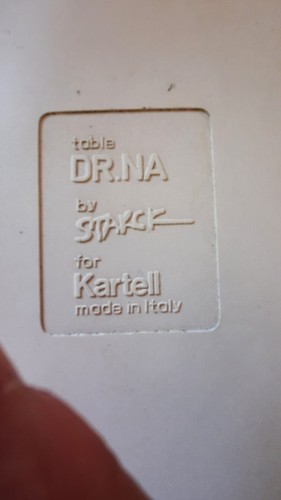 table
DR.NA
by
STARCK
for
Kartell
made in Italy